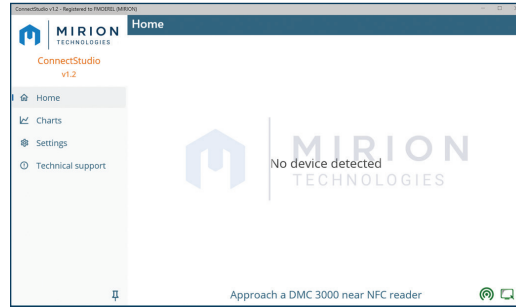 ConnectStudio v1.2 - Registered to FMDEREL (MIRION)
MIRION
TECHNOLOGIES
ConnectStudio
v1.2
Home
Charts
Settings
Technical support
Home
MIRION
TECHNOLOGIES
No device detected
Approach a DMC 3000 near NFC reader